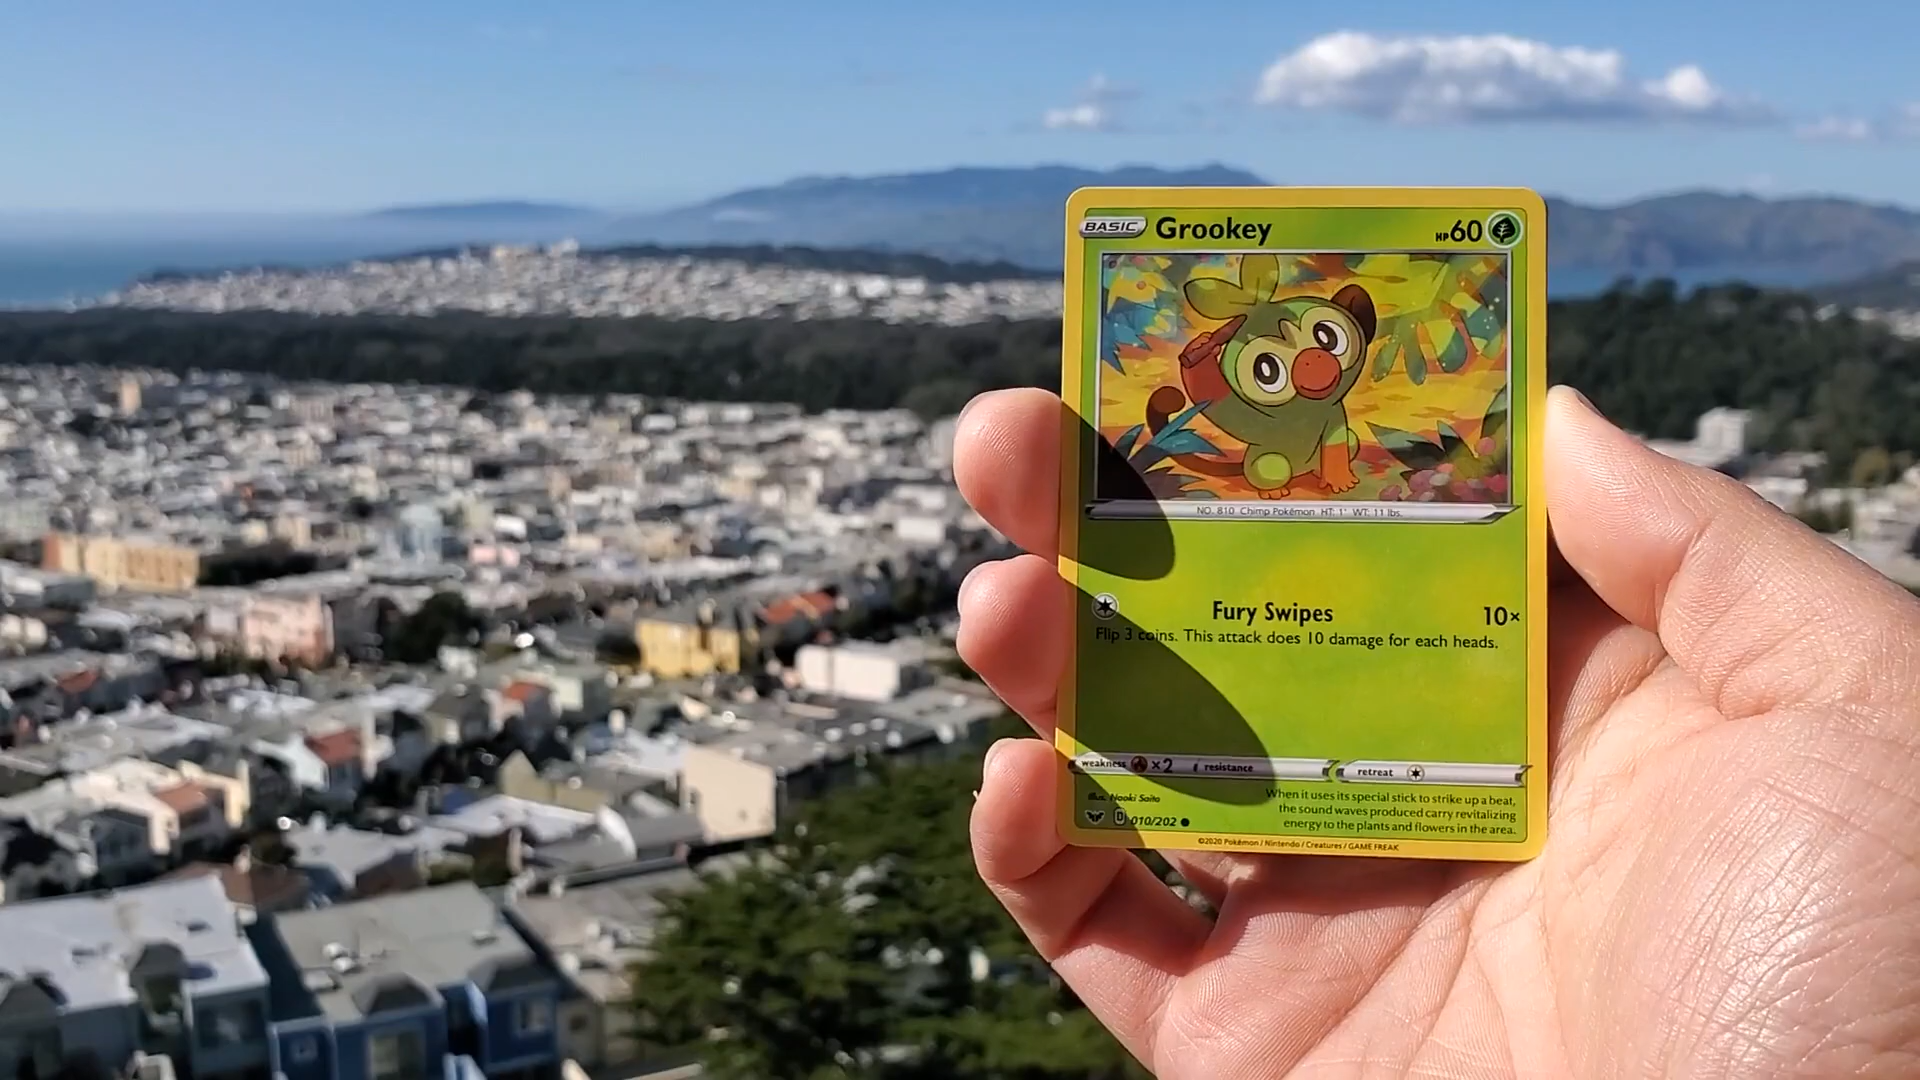 BASIC Grookey HP60
NO. 810 Chimp Pokémon HT: 1' WT: 11 lbs.
Fury Swipes 10×
Flip 3 coins. This attack does 10 damage for each heads.
weakness ×2 resistance retreat
Illus. Naoki Saito
When it uses its special stick to strike up a beat,
the sound waves produced carry revitalizing
energy to the plants and flowers in the area.
D 010/202
©2020 Pokémon / Nintendo / Creatures / GAME FREAK